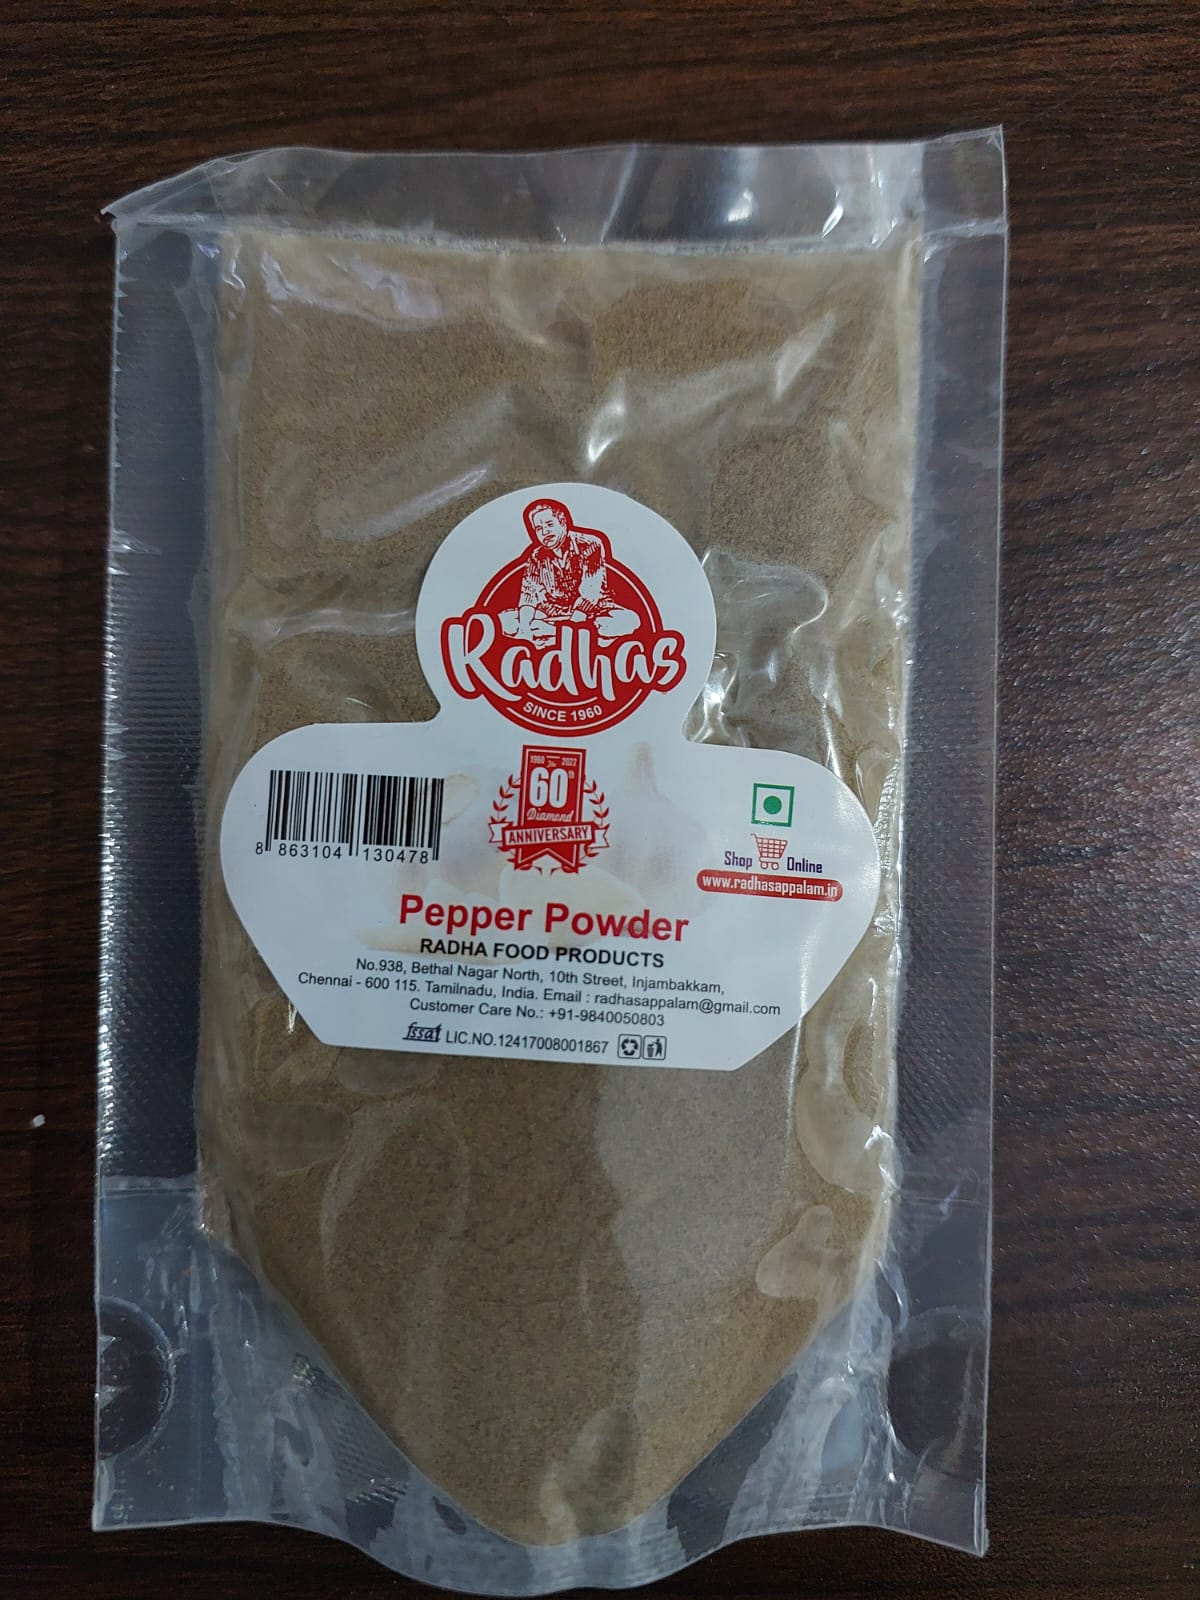 Radhas
SINCE 1960
1960 To 2022
60th
Diamond
ANNIVERSARY
8 863104 130478
Shop Online
www.radhasappalam.in
Pepper Powder
RADHA FOOD PRODUCTS
No.938, Bethal Nagar North, 10th Street, Injambakkam,
Chennai - 600 115. Tamilnadu, India. Email : radhasappalam@gmail.com
Customer Care No.: +91-9840050803
fssai LIC.NO.12417008001867